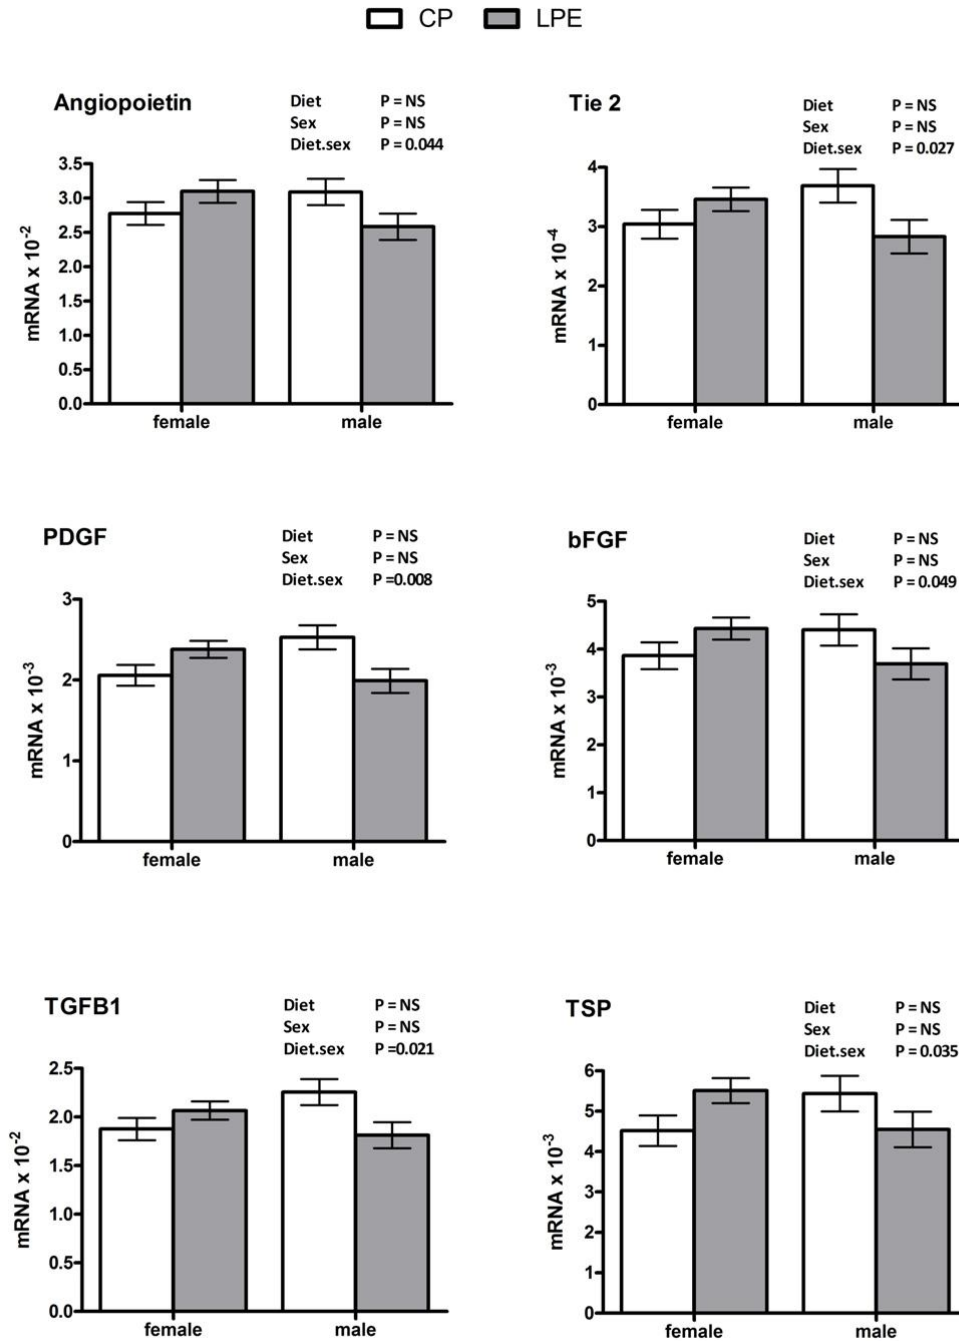 CP LPE
Angiopoietin
Diet P = NS
Sex P = NS
Diet.sex P = 0.044
mRNA x 10-2
3.5
3.0
2.5
2.0
1.5
1.0
0.5
0.0
female male
Tie 2
Diet P = NS
Sex P = NS
Diet.sex P = 0.027
mRNA x 10-4
4
3
2
1
0
female male
PDGF
Diet P = NS
Sex P = NS
Diet.sex P =0.008
mRNA x 10-3
3
2
1
0
female male
bFGF
Diet P = NS
Sex P = NS
Diet.sex P = 0.049
mRNA x 10-3
5
4
3
2
1
0
female male
TGFB1
Diet P = NS
Sex P = NS
Diet.sex P =0.021
mRNA x 10-2
2.5
2.0
1.5
1.0
0.5
0.0
female male
TSP
Diet P = NS
Sex P = NS
Diet.sex P = 0.035
mRNA x 10-3
6
5
4
3
2
1
0
female male